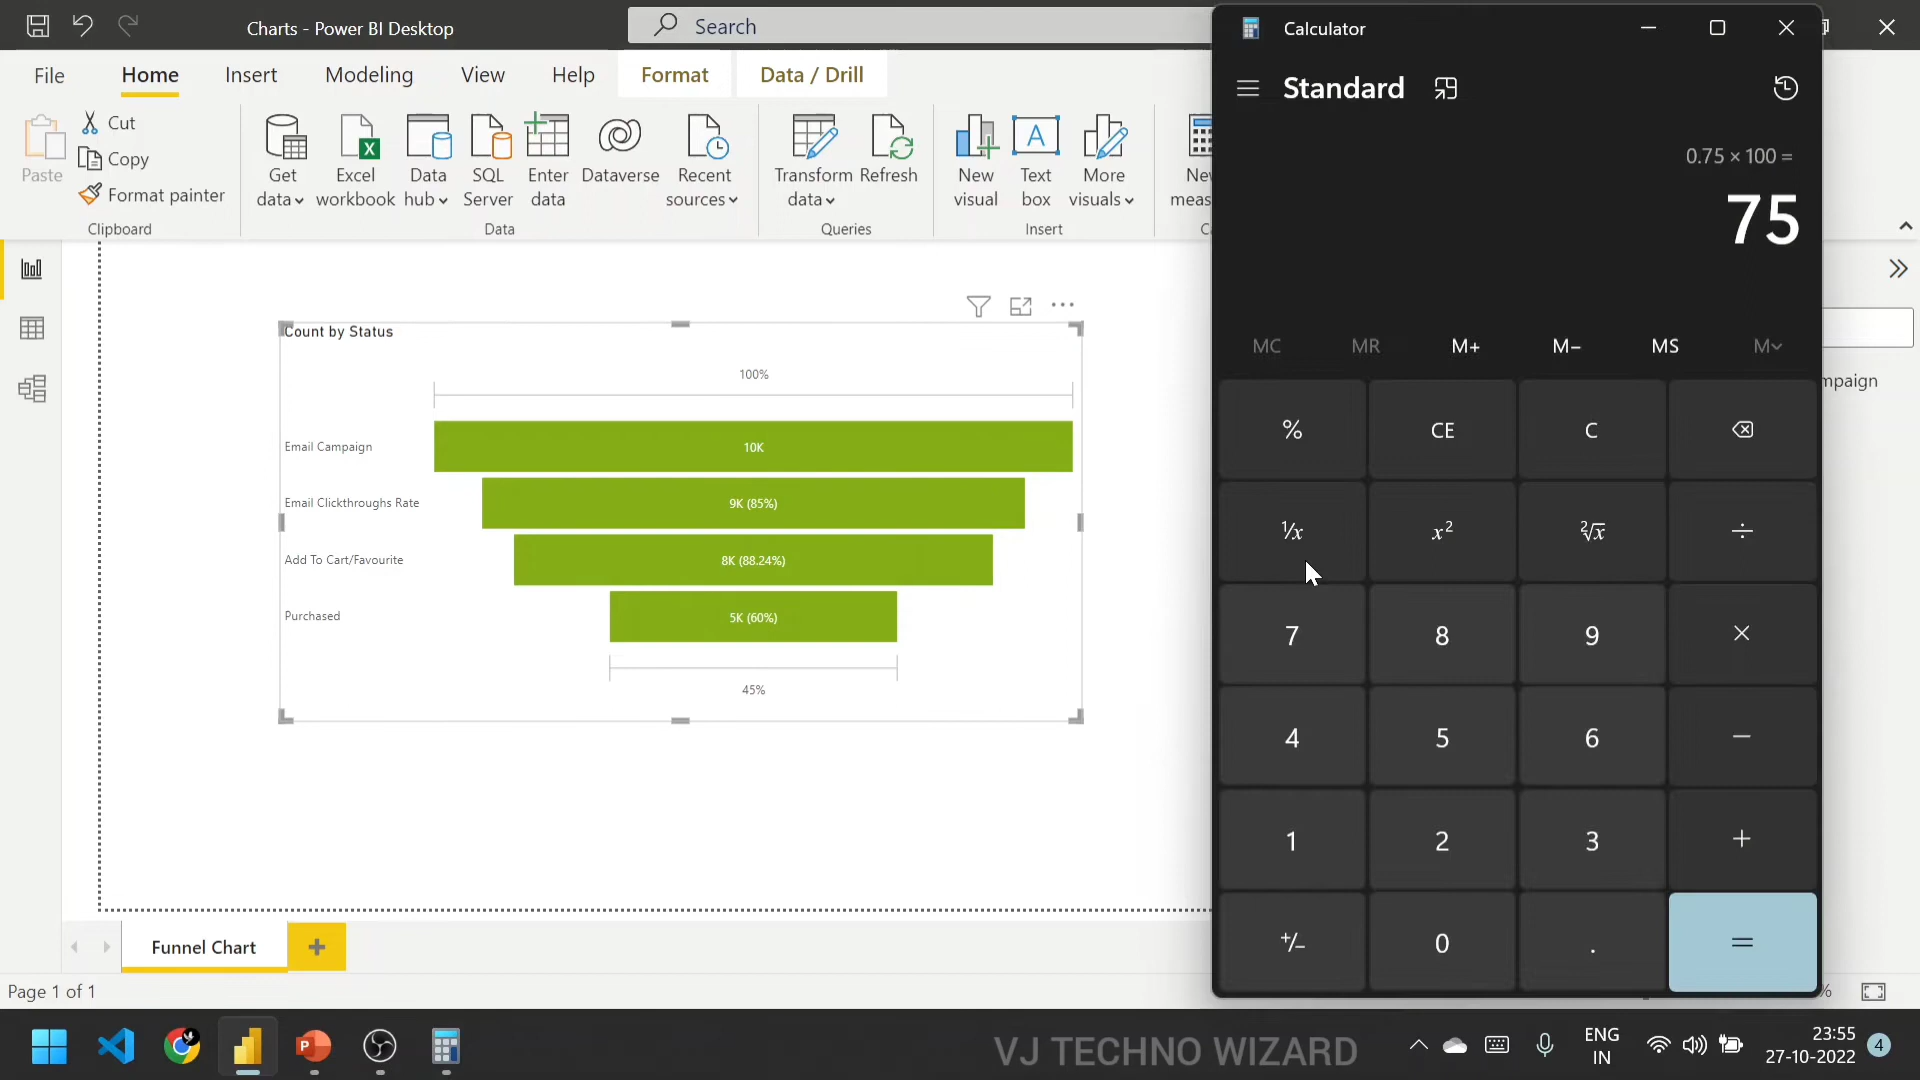 Charts - Power BI Desktop
Search
File
Home
Insert
Modeling
View
Help
Format
Data / Drill
Paste
Cut
Copy
Format painter
Clipboard
Get data
Excel workbook
Data hub
SQL Server
Enter data
Dataverse
Recent sources
Data
Transform data
Refresh
Queries
New visual
Text box
More visuals
Insert
Count by Status
100%
Email Campaign
10K
Email Clickthroughs Rate
9K (85%)
Add To Cart/Favourite
8K (88.24%)
Purchased
5K (60%)
45%
Funnel Chart
Page 1 of 1
Calculator
Standard
0.75 × 100 =
75
MC MR M+ M− MS M
% CE C
¹/x x² ²√x ÷
7 8 9 ×
4 5 6 −
1 2 3 +
+/− 0 . =
mpaign
%
VJ TECHNO WIZARD
ENG
IN
23:55
27-10-2022
4